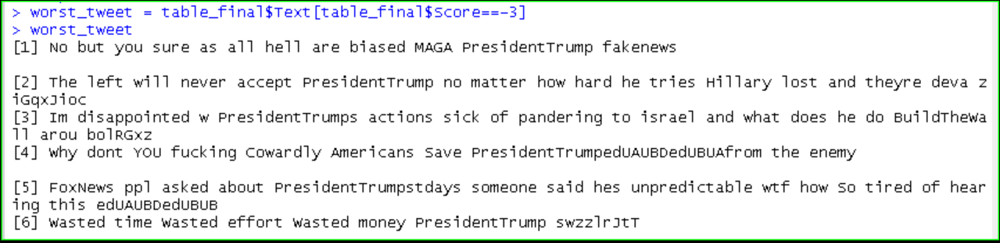 > worst_tweet = table_final$Text[table_final$Score==-3]
> worst_tweet
[1] No but you sure as all hell are biased MAGA PresidentTrump fakenews
[2] The left will never accept PresidentTrump no matter how hard he tries Hillary lost and theyre deva z
iGqxJioc
[3] Im disappointed w PresidentTrumps actions sick of pandering to israel and what does he do BuildTheWa
ll arou bolRGxz
[4] Why dont YOU fucking Cowardly Americans Save PresidentTrumpedUAUBDedUBUAfrom the enemy
[5] FoxNews ppl asked about PresidentTrumpstdays someone said hes unpredictable wtf how So tired of hear
ing this edUAUBDedUBUB
[6] Wasted time Wasted effort Wasted money PresidentTrump swzzlrJtT